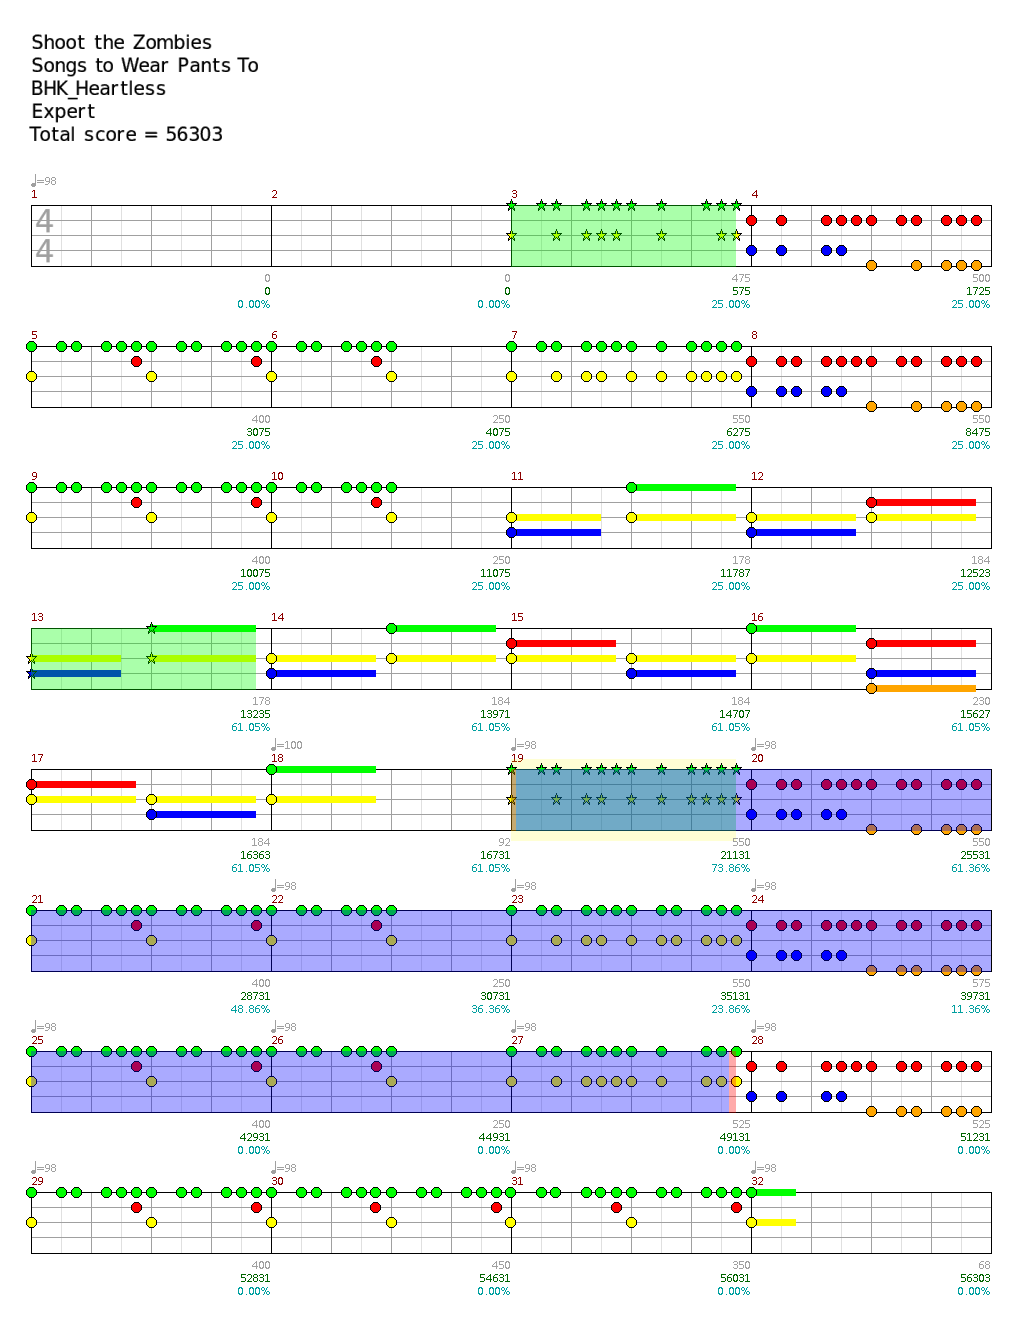 Shoot the Zombies
Songs to Wear Pants To
BHK_Heartless
Expert
Total score = 56303
=98
1 2 3 4
4
4
0 0 475 500
0 0 575 1725
0.00% 0.00% 25.00% 25.00%
5 6 7 8
400 250 550 550
3075 4075 6275 8475
25.00% 25.00% 25.00% 25.00%
9 10 11 12
400 250 178 184
10075 11075 11787 12523
25.00% 25.00% 25.00% 25.00%
13 14 15 16
178 184 184 230
13235 13971 14707 15627
61.05% 61.05% 61.05% 61.05%
=100 =98 =98
17 18 19 20
184 92 550 550
16363 16731 21131 25531
61.05% 61.05% 73.86% 61.36%
=98 =98 =98
21 22 23 24
400 250 550 575
28731 30731 35131 39731
48.86% 36.36% 23.86% 11.36%
=98 =98 =98 =98
25 26 27 28
400 250 525 525
42931 44931 49131 51231
0.00% 0.00% 0.00% 0.00%
=98 =98 =98 =98
29 30 31 32
400 450 350 68
52831 54631 56031 56303
0.00% 0.00% 0.00% 0.00%